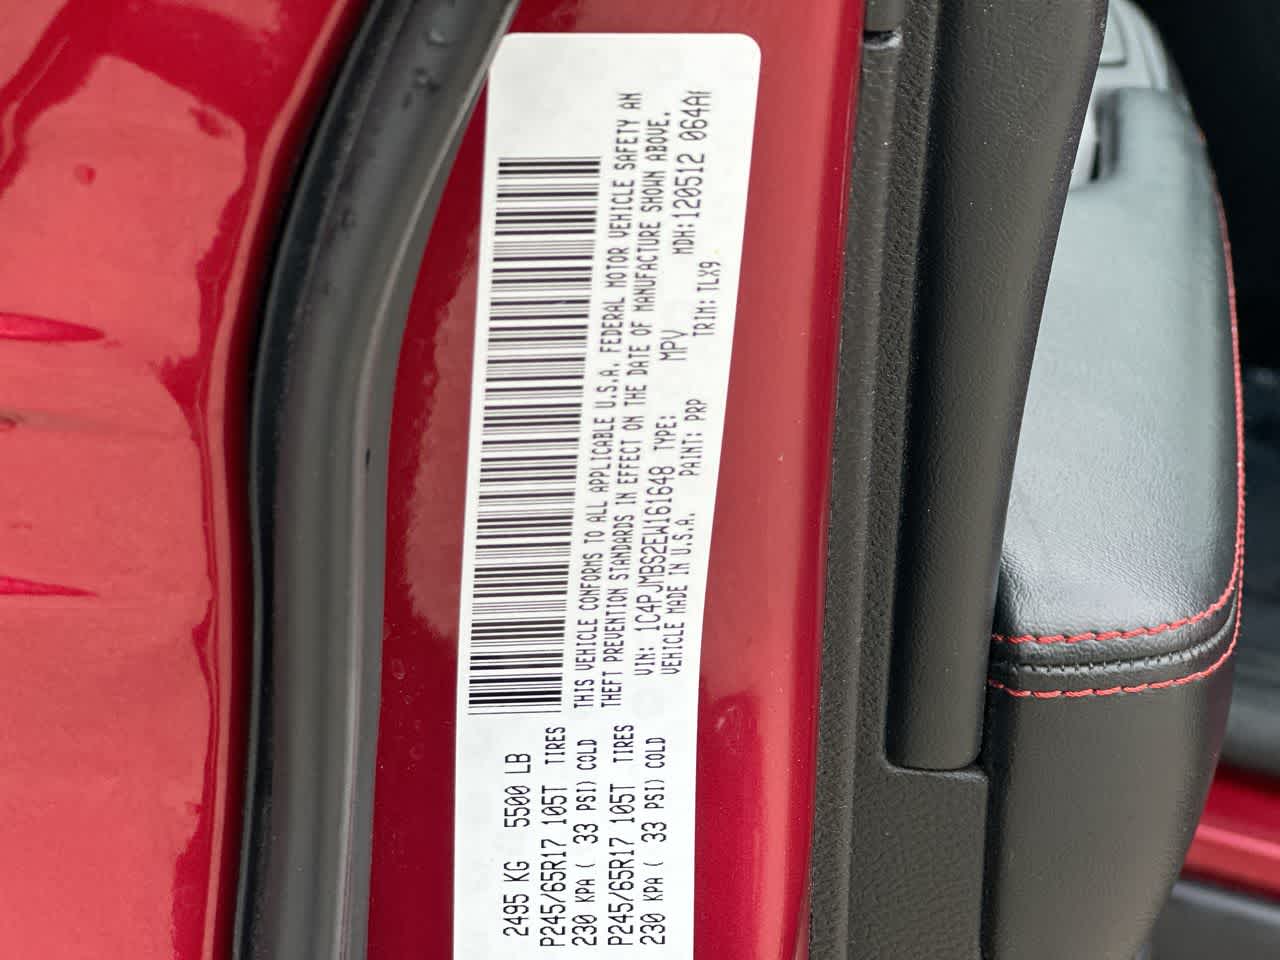 2495 KG 5500 LB
P245/65R17 105T TIRES
230 KPA ( 33 PSI) COLD
P245/65R17 105T TIRES
230 KPA ( 33 PSI) COLD
THIS VEHICLE CONFORMS TO ALL APPLICABLE U.S.A. FEDERAL MOTOR VEHICLE SAFETY AN
THEFT PREVENTION STANDARDS IN EFFECT ON THE DATE OF MANUFACTURE SHOWN ABOVE.
VIN: 1C4PJMBS2EW161648 TYPE: MPV MDH:120512 064A
VEHICLE MADE IN U.S.A. PAINT: PRP TRIM: TLX9